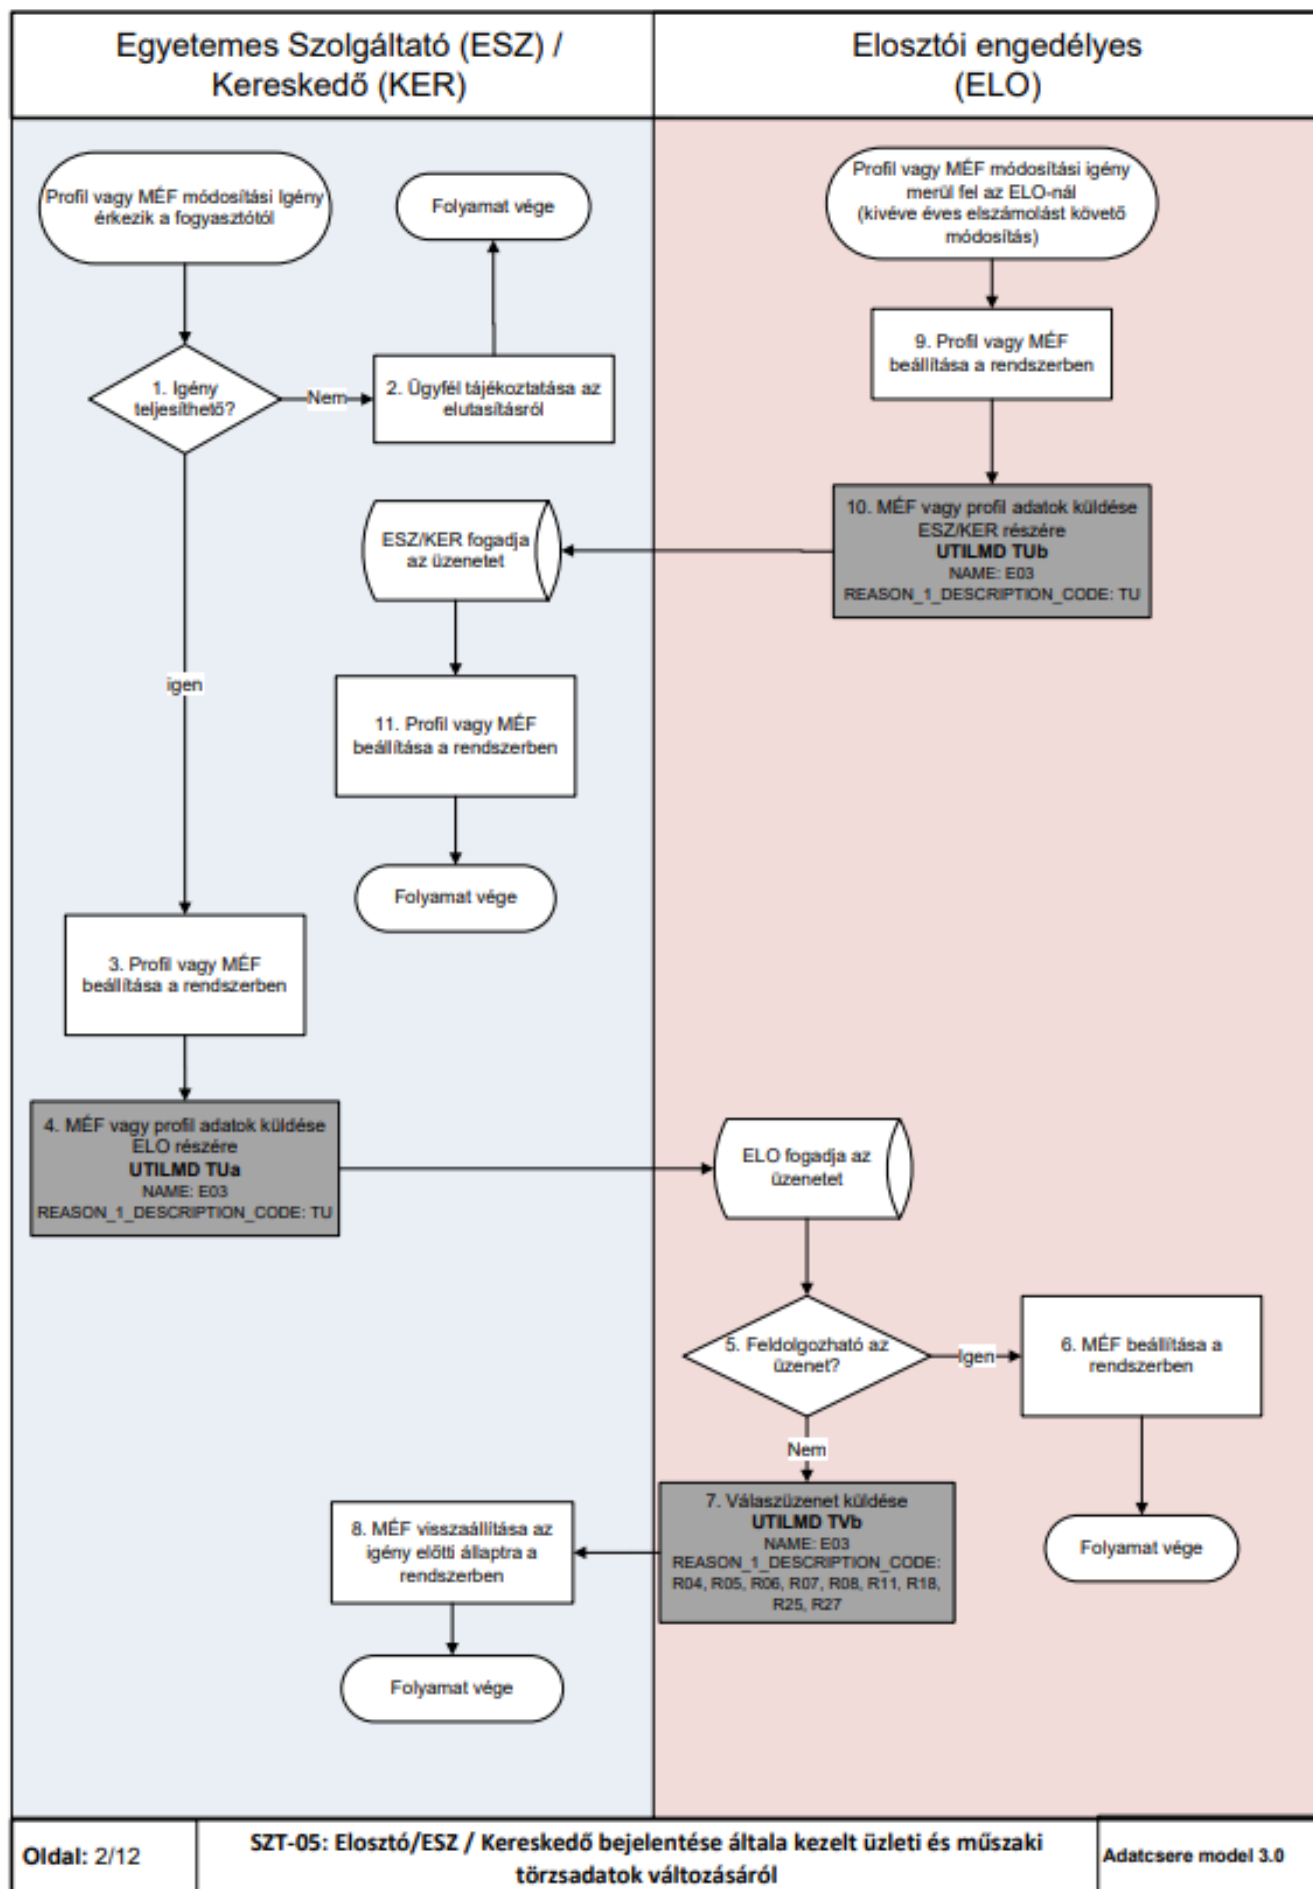 Egyetemes Szolgáltató (ESZ) /
Kereskedő (KER)
Elosztói engedélyes
(ELO)
Profil vagy MÉF módosítási Igény
érkezik a fogyasztótól
Folyamat vége
Profil vagy MÉF módosítási igény
merül fel az ELO-nál
(kivéve éves elszámolást követő
módosítás)
9. Profil vagy MÉF
beállítása a rendszerben
1. Igény
teljesíthető?
Nem
2. Ügyfél tájékoztatása az
elutasításról
10. MÉF vagy profil adatok küldése
ESZ/KER részére
UTILMD TUb
NAME: E03
REASON_1_DESCRIPTION_CODE: TU
ESZ/KER fogadja
az üzenetet
igen
11. Profil vagy MÉF
beállítása a rendszerben
Folyamat vége
3. Profil vagy MÉF
beállítása a rendszerben
4. MÉF vagy profil adatok küldése
ELO részére
UTILMD TUa
NAME: E03
REASON_1_DESCRIPTION_CODE: TU
ELO fogadja az
üzenetet
5. Feldolgozható az
üzenet?
Igen
6. MÉF beállítása a
rendszerben
Nem
7. Válaszüzenet küldése
UTILMD TVb
NAME: E03
REASON_1_DESCRIPTION_CODE:
R04, R05, R06, R07, R08, R11, R18,
R25, R27
8. MÉF visszaállítása az
igény előtti állaptra a
rendszerben
Folyamat vége
Folyamat vége
Oldal: 2/12
SZT-05: Elosztó/ESZ / Kereskedő bejelentése általa kezelt üzleti és műszaki
törzsadatok változásáról
Adatcsere model 3.0